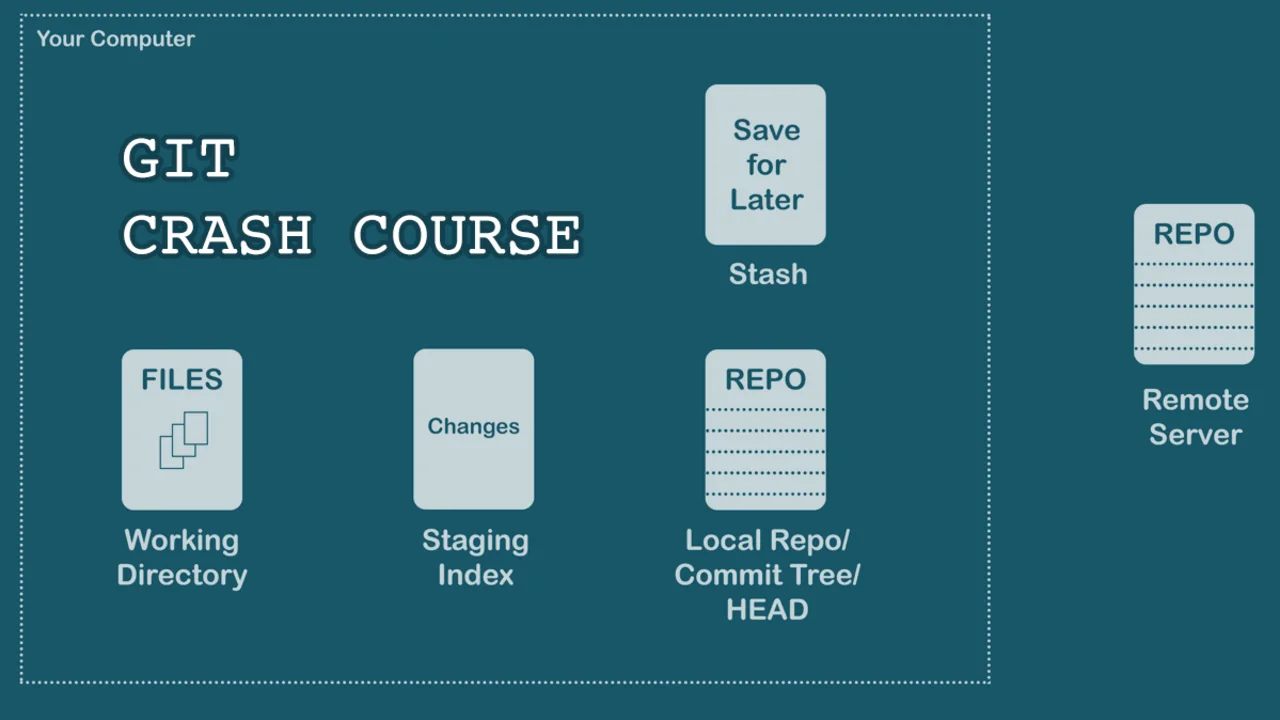 Your Computer
GIT
CRASH COURSE
Save
for
Later
Stash
REPO
Remote
Server
FILES
Working
Directory
Changes
Staging
Index
REPO
Local Repo/
Commit Tree/
HEAD